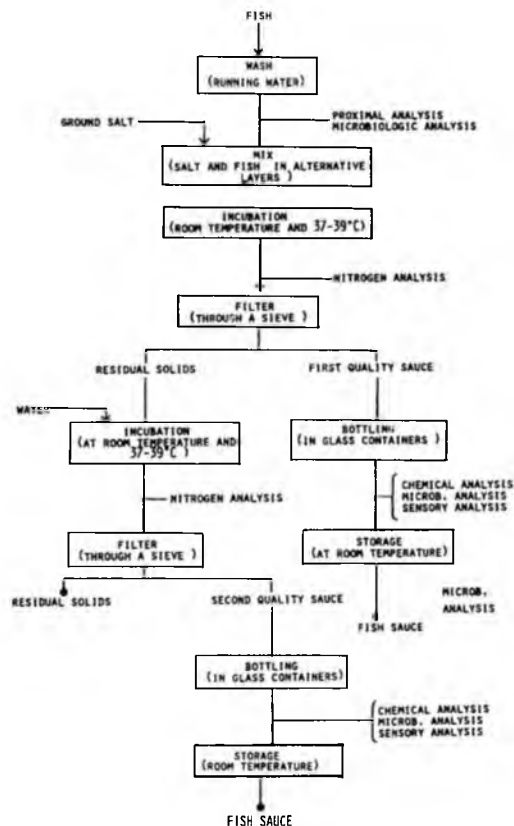 FISH
WASH
(RUNNING WATER)
PROXIMAL ANALYSIS
MICROBIOLOGIC ANALYSIS
GROUND SALT
MIX
(SALT AND FISH IN ALTERNATIVE
LAYERS )
INCUBATION
(ROOM TEMPERATURE AND 37-39°C)
NITROGEN ANALYSIS
FILTER
(THROUGH A SIEVE )
RESIDUAL SOLIDS
FIRST QUALITY SAUCE
WATER
INCUBATION
(AT ROOM TEMPERATURE AND
37-39°C )
BOTTLING
(IN GLASS CONTAINERS )
NITROGEN ANALYSIS
CHEMICAL ANALYSIS
MICROB. ANALYSIS
SENSORY ANALYSIS
FILTER
(THROUGH A SIEVE )
STORAGE
(AT ROOM TEMPERATURE)
RESIDUAL SOLIDS
SECOND QUALITY SAUCE
MICROB.
ANALYSIS
FISH SAUCE
BOTTLING
(IN GLASS CONTAINERS)
CHEMICAL ANALYSIS
MICROB. ANALYSIS
SENSORY ANALYSIS
STORAGE
(ROOM TEMPERATURE)
FISH SAUCE